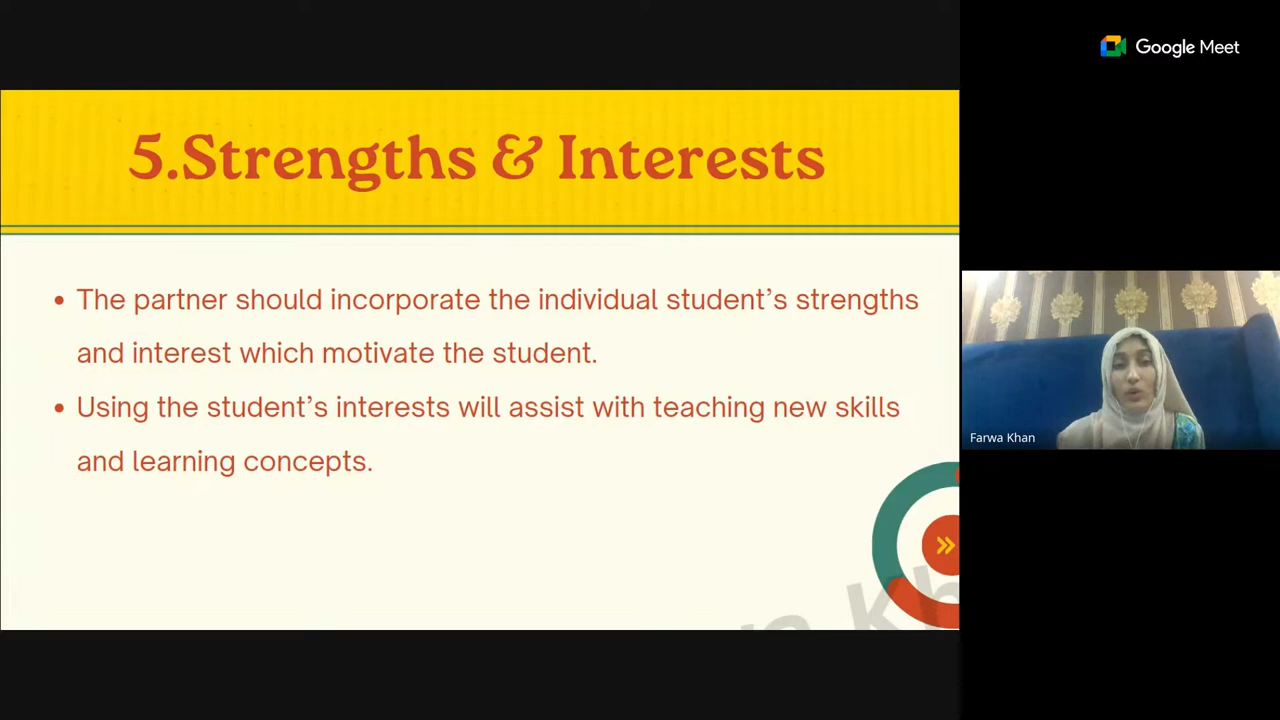 Google Meet
5.Strengths & Interests
• The partner should incorporate the individual student’s strengths
and interest which motivate the student.
• Using the student’s interests will assist with teaching new skills
and learning concepts.
Farwa Khan